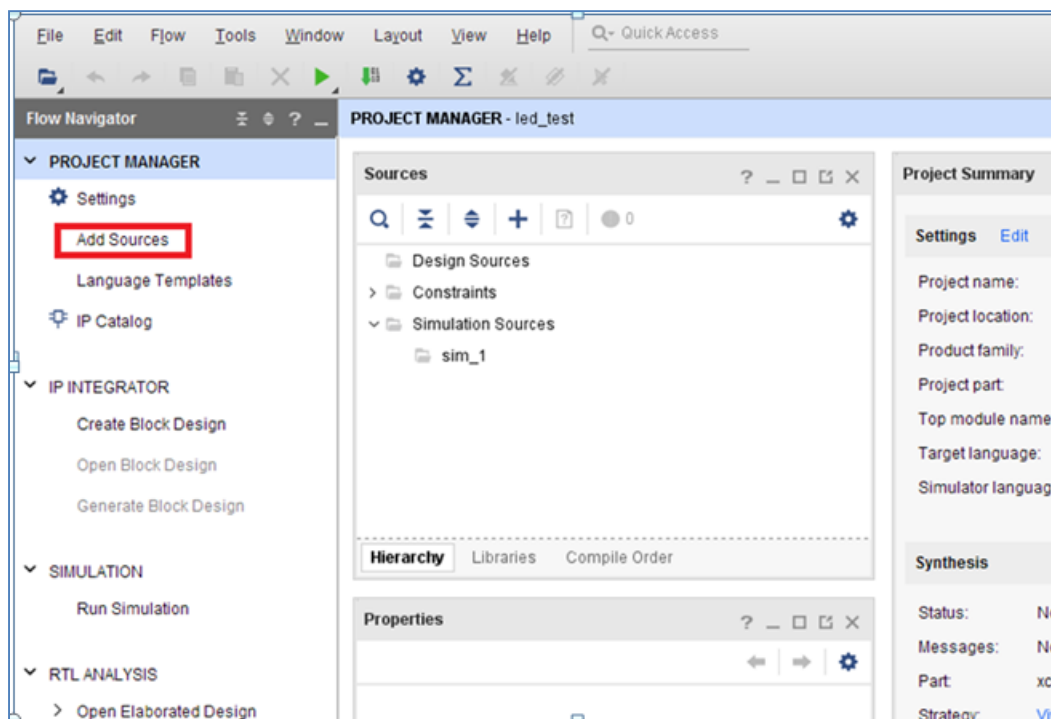 File Edit Flow Tools Window Layout View Help Quick Access
Flow Navigator ?
PROJECT MANAGER - led_test
PROJECT MANAGER
Settings
Add Sources
Language Templates
IP Catalog
IP INTEGRATOR
Create Block Design
Open Block Design
Generate Block Design
SIMULATION
Run Simulation
RTL ANALYSIS
Open Elaborated Design
Sources ?
0
Design Sources
Constraints
Simulation Sources
sim_1
Hierarchy Libraries Compile Order
Properties ?
Project Summary
Settings Edit
Project name:
Project location:
Product family:
Project part:
Top module name
Target language:
Simulator languag
Synthesis
Status:
Messages:
Part:
Strategy: